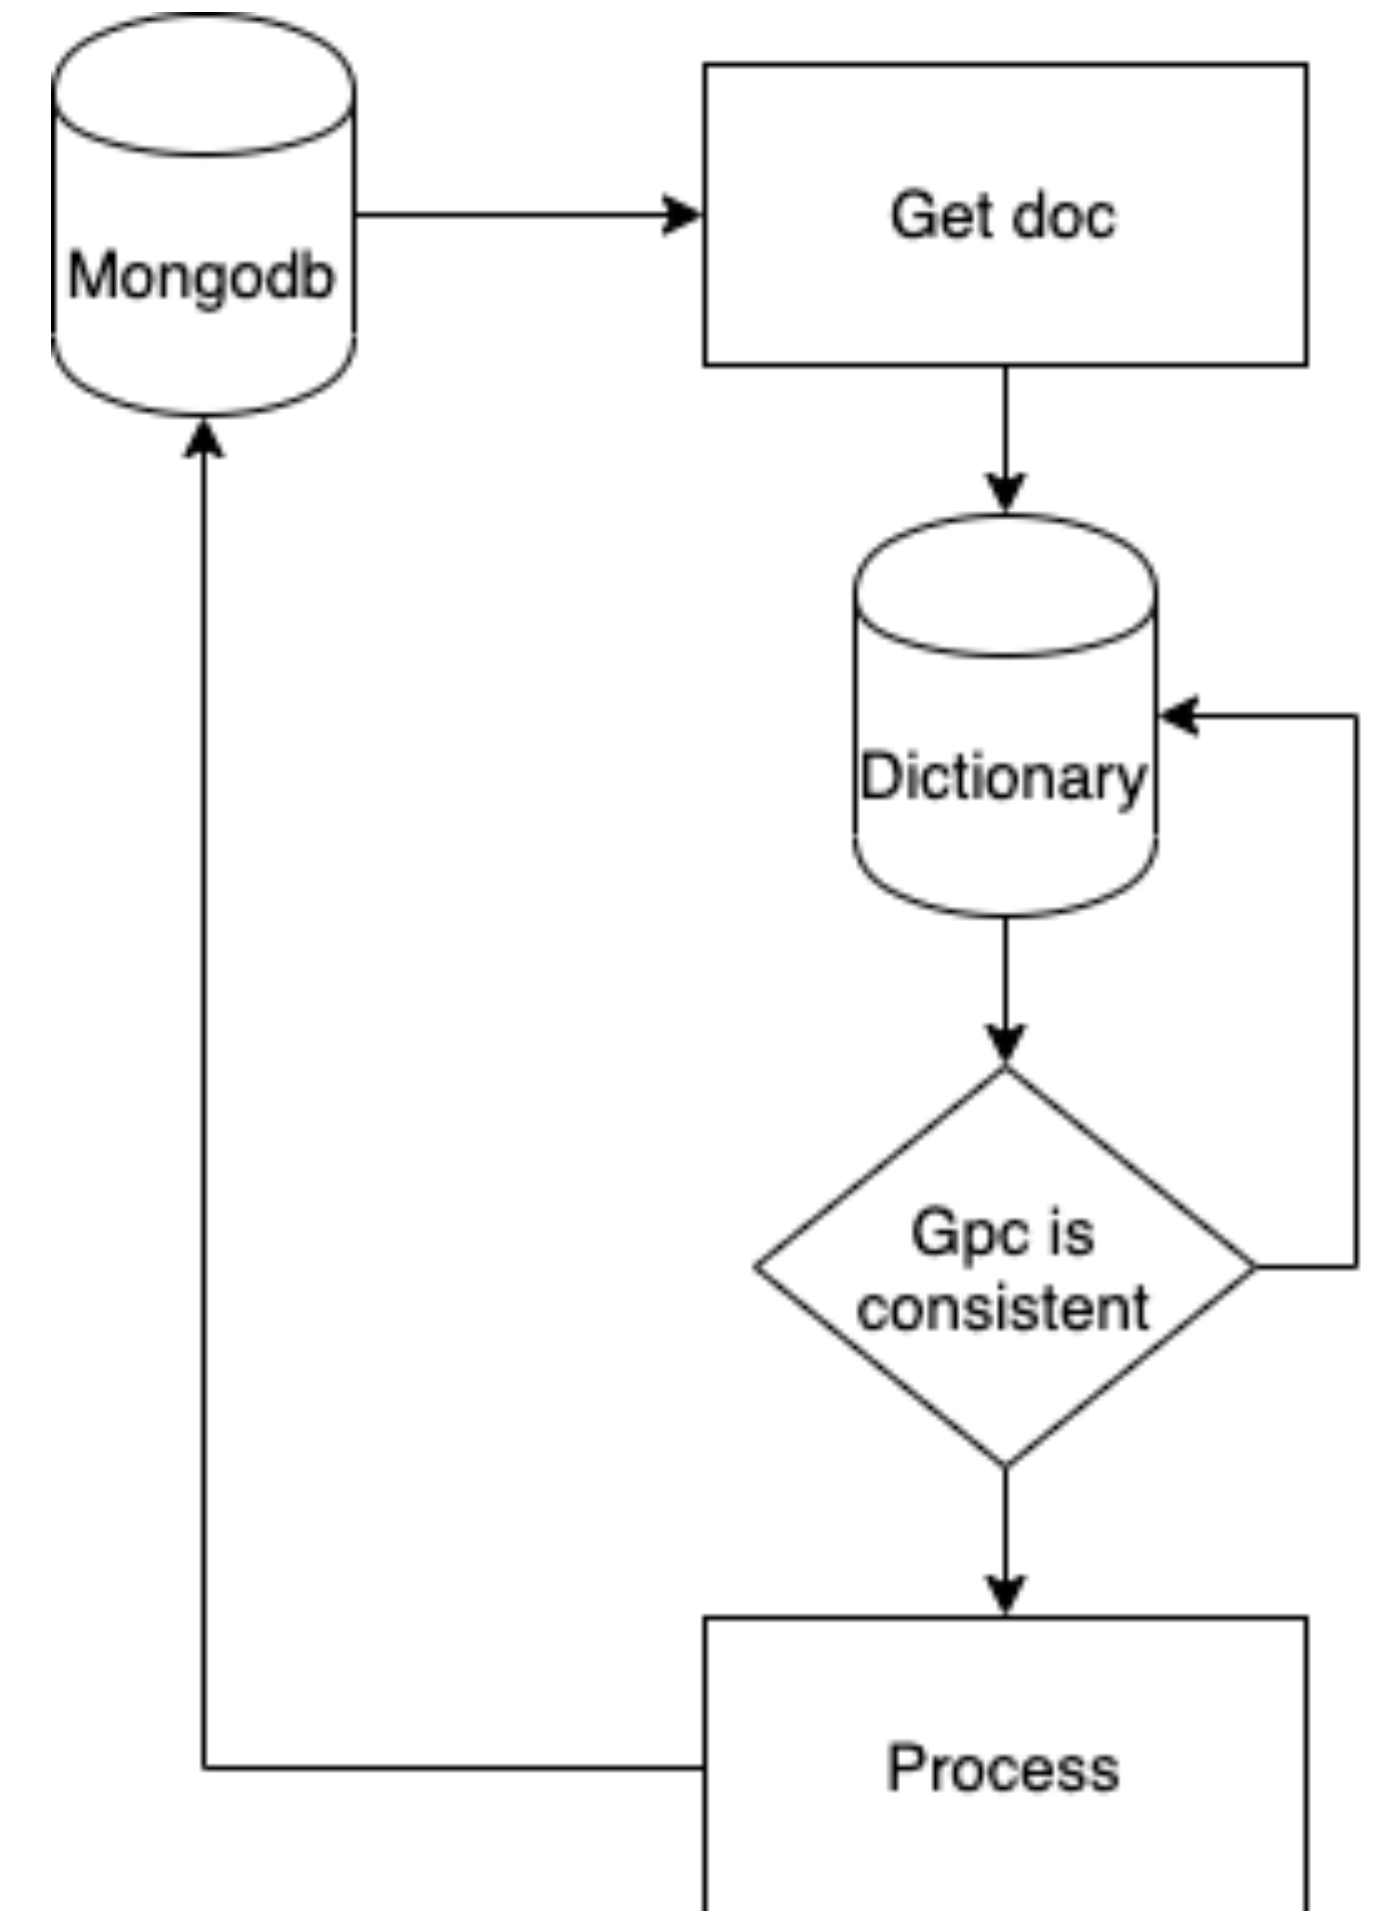 Mongodb
Get doc
Dictionary
Gpc is
consistent
Process